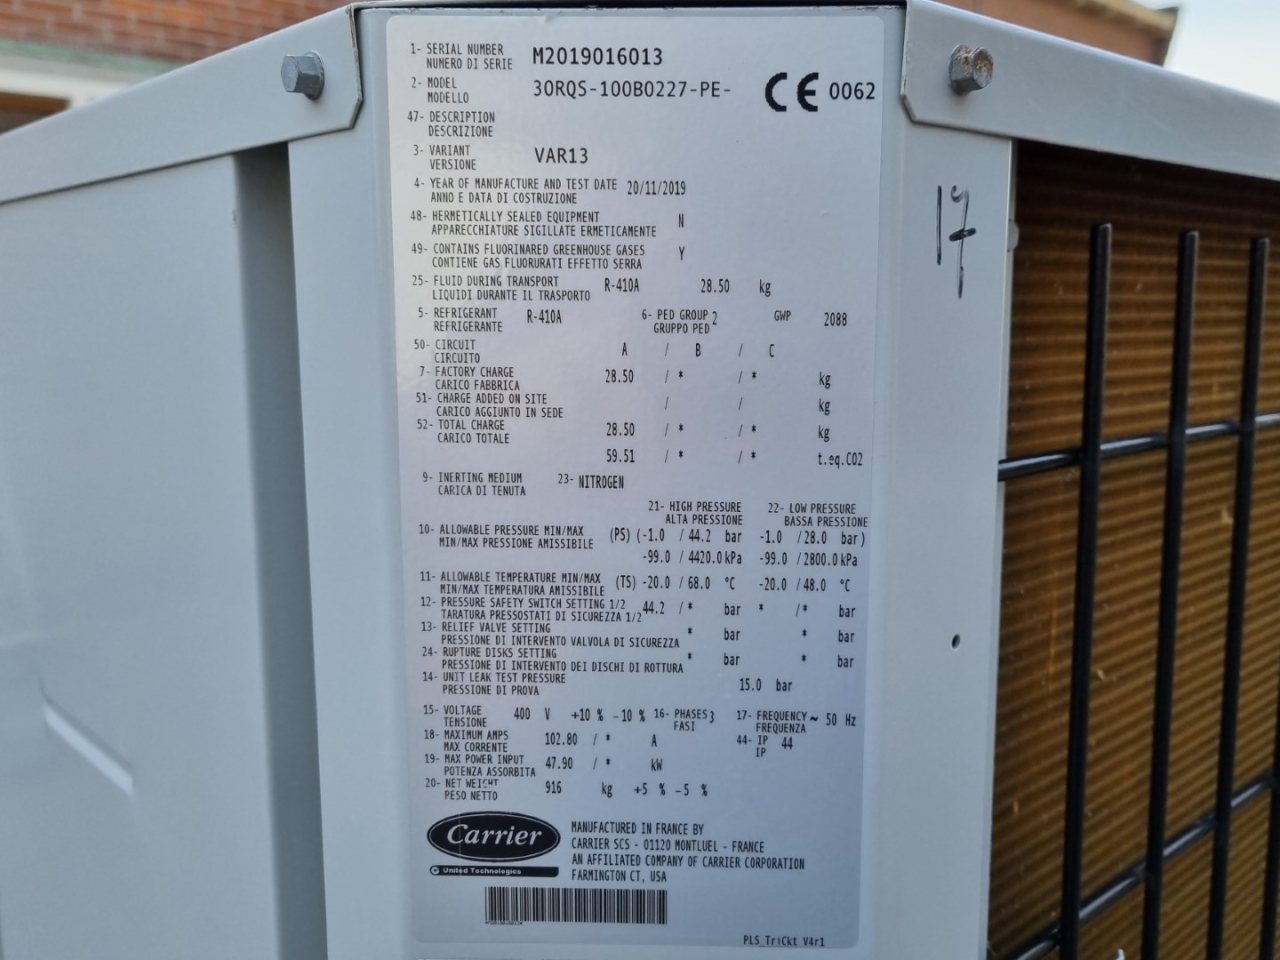 1- SERIAL NUMBER M2019016013
NUMERO DI SERIE
2- MODEL 30RQS-100B0227-PE- CE 0062
MODELLO
47- DESCRIPTION
DESCRIZIONE
3- VARIANT VAR13
VERSIONE
4- YEAR OF MANUFACTURE AND TEST DATE 20/11/2019
ANNO E DATA DI COSTRUZIONE
48- HERMETICALLY SEALED EQUIPMENT N
APPARECCHIATURE SIGILLATE ERMETICAMENTE
49- CONTAINS FLUORINARED GREENHOUSE GASES Y
CONTIENE GAS FLUORURATI EFFETTO SERRA
25- FLUID DURING TRANSPORT R-410A 28.50 kg
LIQUIDI DURANTE IL TRASPORTO
5- REFRIGERANT R-410A 6- PED GROUP 2 GWP 2088
REFRIGERANTE GRUPPO PED
50- CIRCUIT A / B / C
CIRCUITO
7- FACTORY CHARGE 28.50 / * / * kg
CARICO FABBRICA
51- CHARGE ADDED ON SITE / / kg
CARICO AGGIUNTO IN SEDE
52- TOTAL CHARGE 28.50 / * / * kg
CARICO TOTALE
59.51 / * / * t.eq.CO2
9- INERTING MEDIUM 23- NITROGEN
CARICA DI TENUTA
21- HIGH PRESSURE 22- LOW PRESSURE
ALTA PRESSIONE BASSA PRESSIONE
10- ALLOWABLE PRESSURE MIN/MAX (PS) (-1.0 / 44.2 bar -1.0 / 28.0 bar)
MIN/MAX PRESSIONE AMISSIBILE
-99.0 / 4420.0 kPa -99.0 / 2800.0 kPa
11- ALLOWABLE TEMPERATURE MIN/MAX (TS) -20.0 / 68.0 °C -20.0 / 48.0 °C
MIN/MAX TEMPERATURA AMISSIBILE
12- PRESSURE SAFETY SWITCH SETTING 1/2 44.2 / * bar * / * bar
TARATURA PRESSOSTATI DI SICUREZZA 1/2
13- RELIEF VALVE SETTING * bar * bar
PRESSIONE DI INTERVENTO VALVOLA DI SICUREZZA
24- RUPTURE DISKS SETTING * bar * bar
PRESSIONE DI INTERVENTO DEI DISCHI DI ROTTURA
14- UNIT LEAK TEST PRESSURE 15.0 bar
PRESSIONE DI PROVA
15- VOLTAGE 400 V +10 % -10 % 16- PHASES 3 17- FREQUENCY ~ 50 Hz
TENSIONE FASI FREQUENZA
18- MAXIMUM AMPS 102.80 / * A 44- IP 44
MAX CORRENTE IP
19- MAX POWER INPUT 47.90 / * kW
POTENZA ASSORBITA
20- NET WEIGHT 916 kg +5 % -5 %
PESO NETTO
Carrier
United Technologies
MANUFACTURED IN FRANCE BY
CARRIER SCS - 01120 MONTLUEL - FRANCE
AN AFFILIATED COMPANY OF CARRIER CORPORATION
FARMINGTON CT, USA
PLS_TriCkt V4r1
17